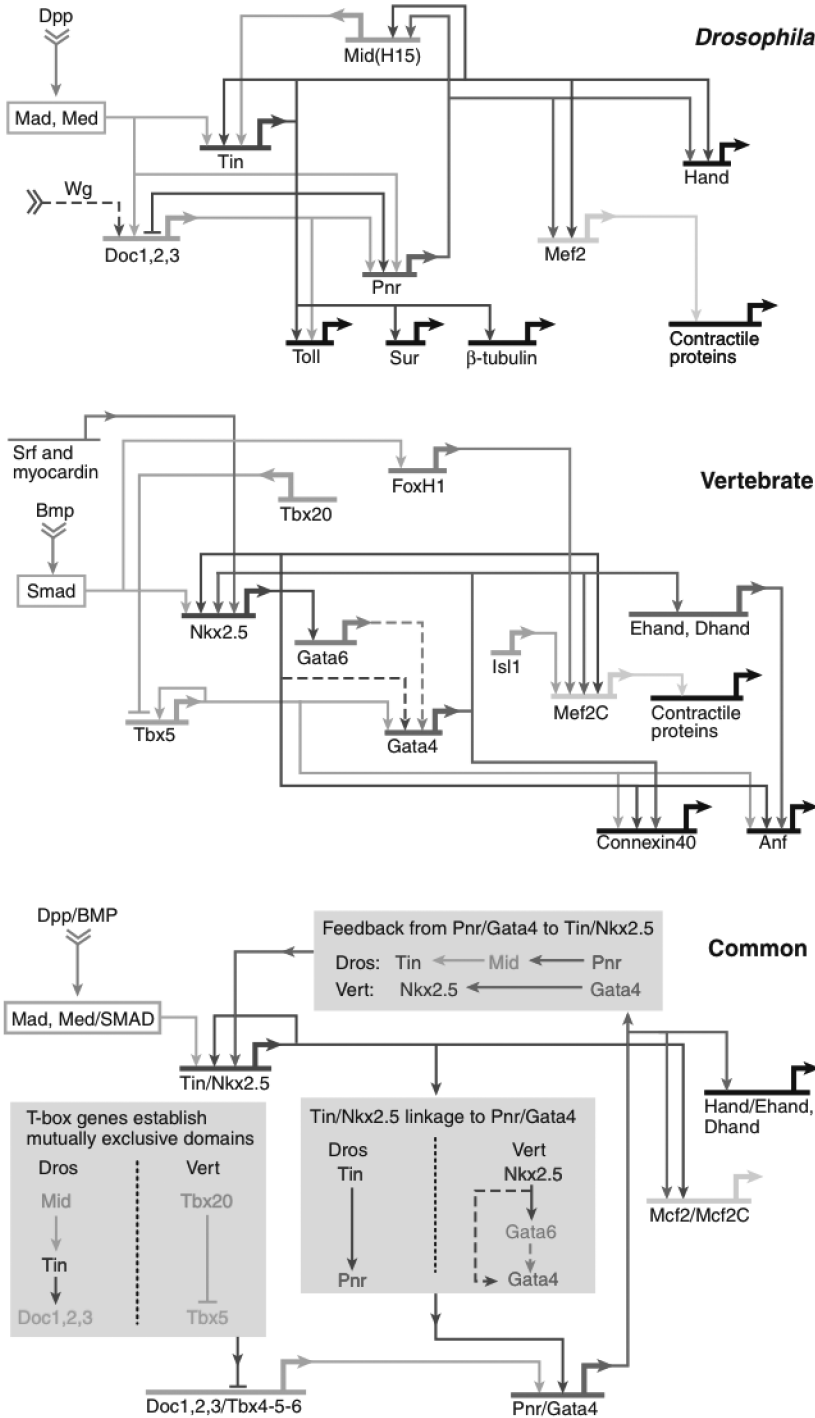 Dpp
Drosophila
Mid(H15)
Mad, Med
Tin
Hand
Wg
Doc1,2,3
Mef2
Pnr
Toll
Sur
β-tubulin
Contractile
proteins
Srf and
myocardin
FoxH1
Vertebrate
Tbx20
Bmp
Smad
Nkx2.5
Ehand, Dhand
Gata6
Isl1
Mef2C
Contractile
proteins
Tbx5
Gata4
Connexin40
Anf
Dpp/BMP
Feedback from Pnr/Gata4 to Tin/Nkx2.5
Common
Dros: Tin Mid Pnr
Vert: Nkx2.5 Gata4
Mad, Med/SMAD
Tin/Nkx2.5
Hand/Ehand,
Dhand
T-box genes establish
mutually exclusive domains
Dros Vert
Mid Tbx20
Tin
Doc1,2,3 Tbx5
Tin/Nkx2.5 linkage to Pnr/Gata4
Dros Vert
Tin Nkx2.5
Gata6
Pnr Gata4
Mcf2/Mcf2C
Doc1,2,3/Tbx4-5-6
Pnr/Gata4